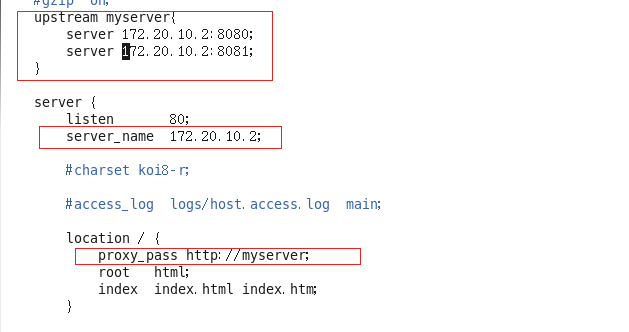 #gzip  on;
upstream myserver{
    server 172.20.10.2:8080;
    server 172.20.10.2:8081;
}
server {
    listen       80;
    server_name  172.20.10.2;
    #charset koi8-r;
    #access_log  logs/host.access.log  main;
    location / {
        proxy_pass http://myserver;
        root   html;
        index  index.html index.htm;
    }